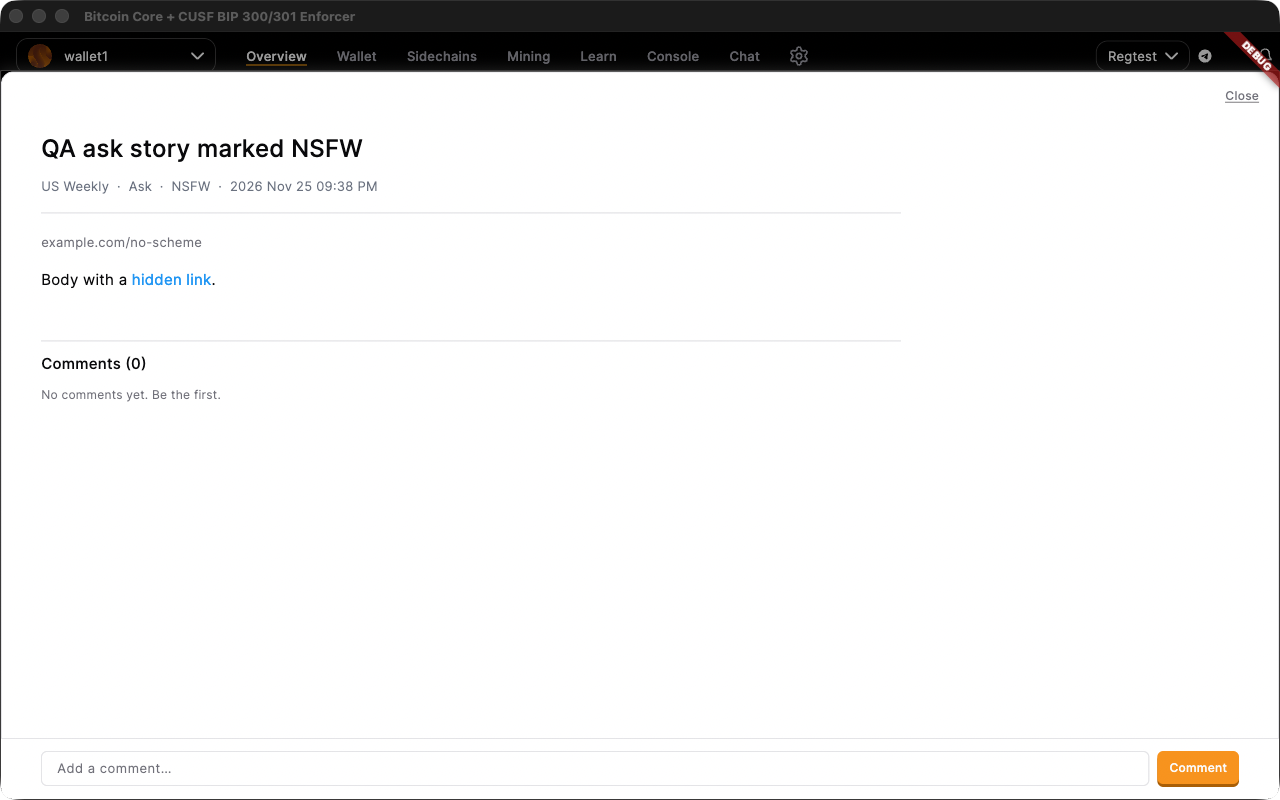 Bitcoin Core + CUSF BIP 300/301 Enforcer
wallet1 Overview Wallet Sidechains Mining Learn Console Chat Regtest DEBUG
Close
QA ask story marked NSFW
US Weekly · Ask · NSFW · 2026 Nov 25 09:38 PM
example.com/no-scheme
Body with a hidden link.
Comments (0)
No comments yet. Be the first.
Add a comment…
Comment